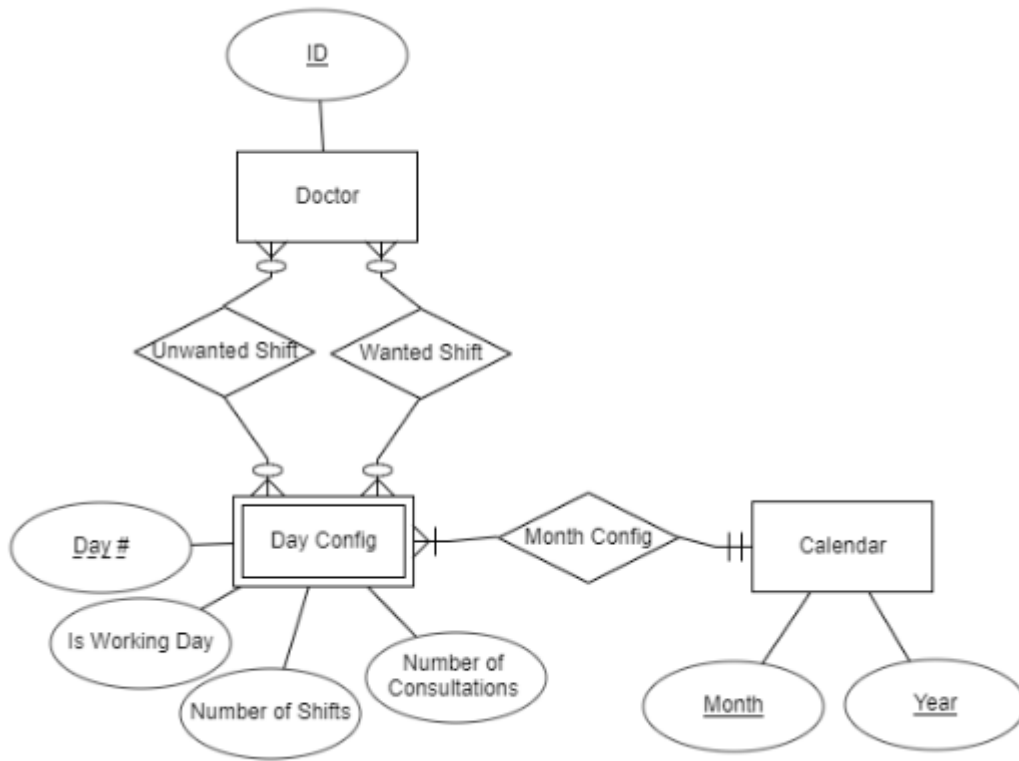 ID
Doctor
Unwanted Shift
Wanted Shift
Day #
Day Config
Month Config
Calendar
Is Working Day
Number of Shifts
Number of
Consultations
Month
Year